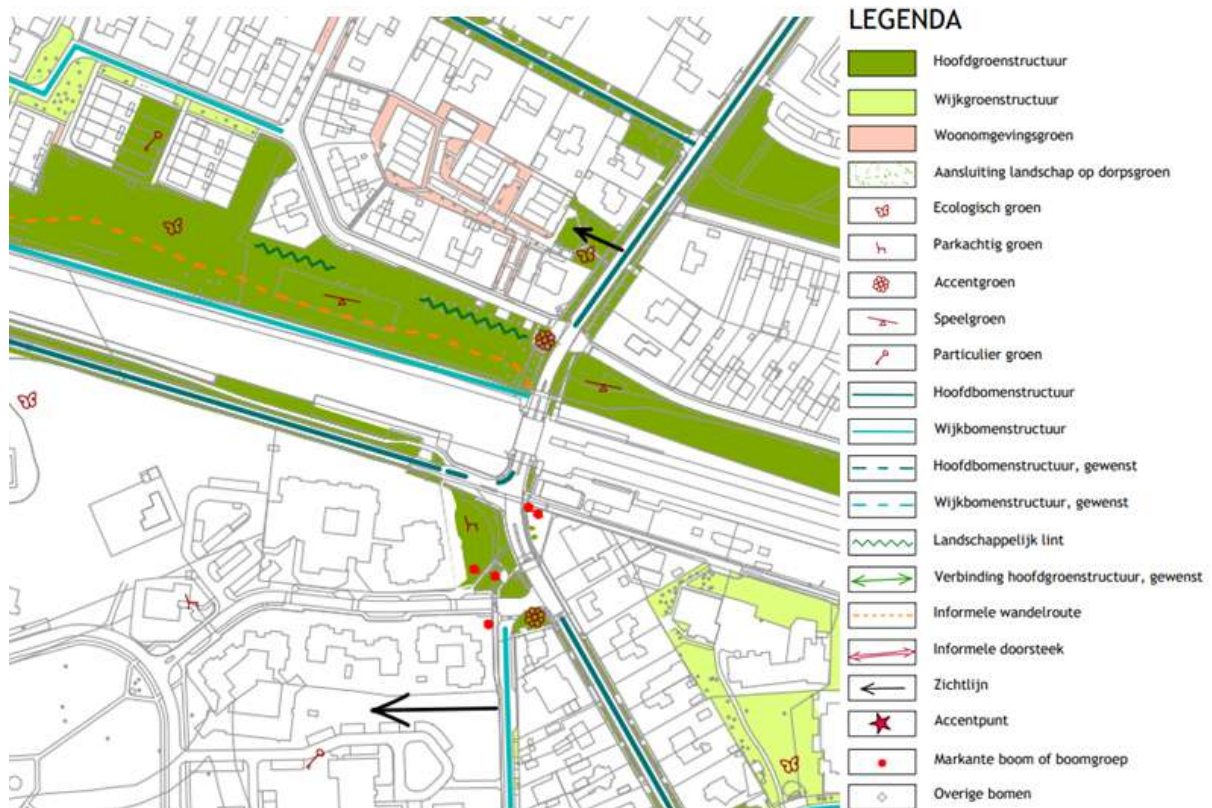 LEGENDA
Hoofdgroenstructuur
Wijkgroenstructuur
Woonomgevingsgroen
Aansluiting landschap op dorpsgroen
Ecologisch groen
Parkachtig groen
Accentgroen
Speelgroen
Particulier groen
Hoofdbomenstructuur
Wijkbomenstructuur
Hoofdbomenstructuur, gewenst
Wijkbomenstructuur, gewenst
Landschappelijk lint
Verbinding hoofdgroenstructuur, gewenst
Informele wandelroute
Informele doorsteek
Zichtlijn
Accentpunt
Markante boom of boomgroep
Overige bomen